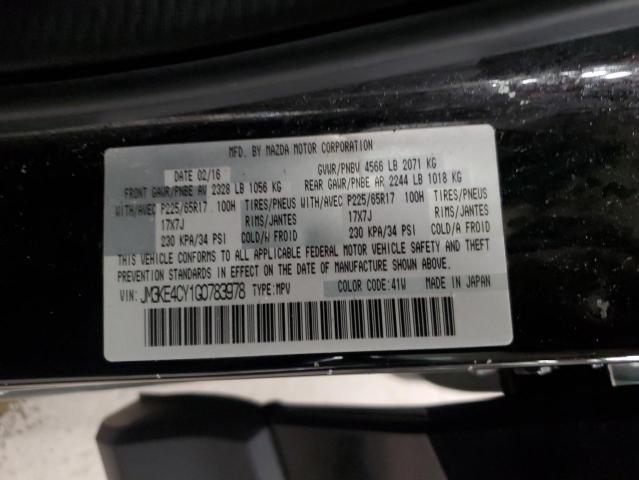 MFD. BY MAZDA MOTOR CORPORATION
DATE 02/16 GVWR/PNBV 4566 LB 2071 KG
FRONT GAWR/PNBE AV 2328 LB 1056 KG REAR GAWR/PNBE AR 2244 LB 1018 KG
WITH/AVEC P225/65R17 100H TIRES/PNEUS WITH/AVEC P225/65R17 100H TIRES/PNEUS
17X7J RIMS/JANTES 17X7J RIMS/JANTES
230 KPA/34 PSI COLD/A FROID 230 KPA/34 PSI COLD/A FROID
THIS VEHICLE CONFORMS TO ALL APPLICABLE FEDERAL MOTOR VEHICLE SAFETY AND THEFT
PREVENTION STANDARDS IN EFFECT ON THE DATE OF MANUFACTURE SHOWN ABOVE.
VIN: JM3KE4CY1G0783978 TYPE:MPV COLOR CODE:41W MADE IN JAPAN